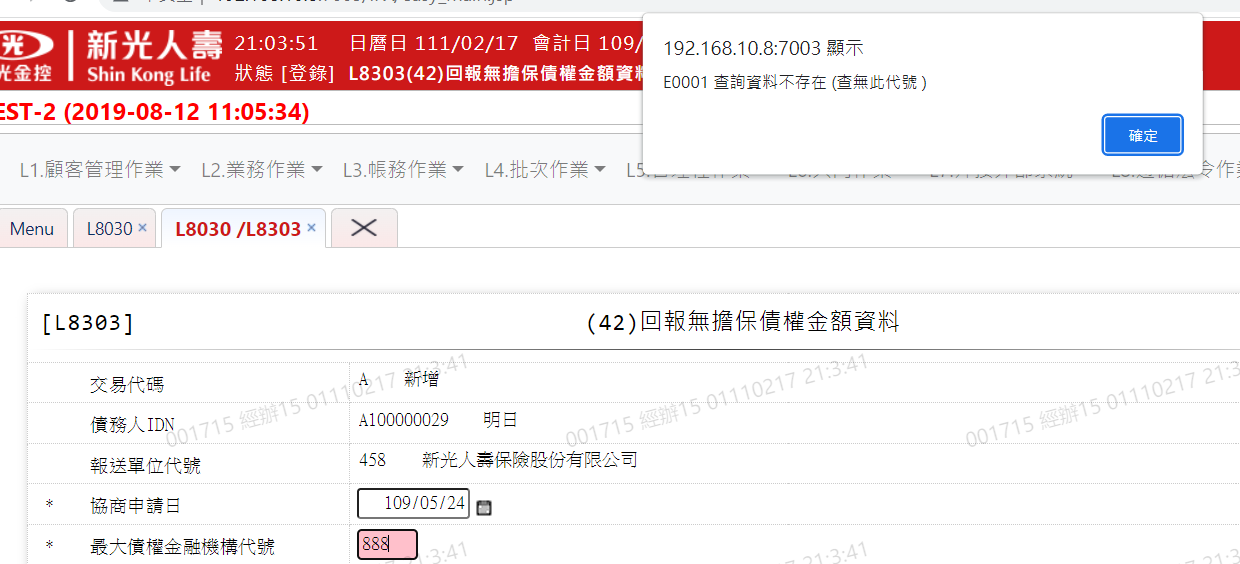 新光人壽
光金控
Shin Kong Life
21:03:51 日曆日 111/02/17 會計日 109/
狀態 [登錄] L8303(42)回報無擔保債權金額資料
192.168.10.8:7003 顯示
E0001 查詢資料不存在 (查無此代號 )
確定
EST-2 (2019-08-12 11:05:34)
L1.顧客管理作業 L2.業務作業 L3.帳務作業 L4.批次作業
Menu L8030 × L8030 /L8303 ×
[L8303] (42)回報無擔保債權金額資料
交易代碼 A 新增
債務人IDN A100000029 明日
報送單位代號 458 新光人壽保險股份有限公司
* 協商申請日 109/05/24
* 最大債權金融機構代號 888
001715 經辦15 01110217 21:3:41
001715 經辦15 01110217 21:3:41
001715 經辦15 01110217 21:3: